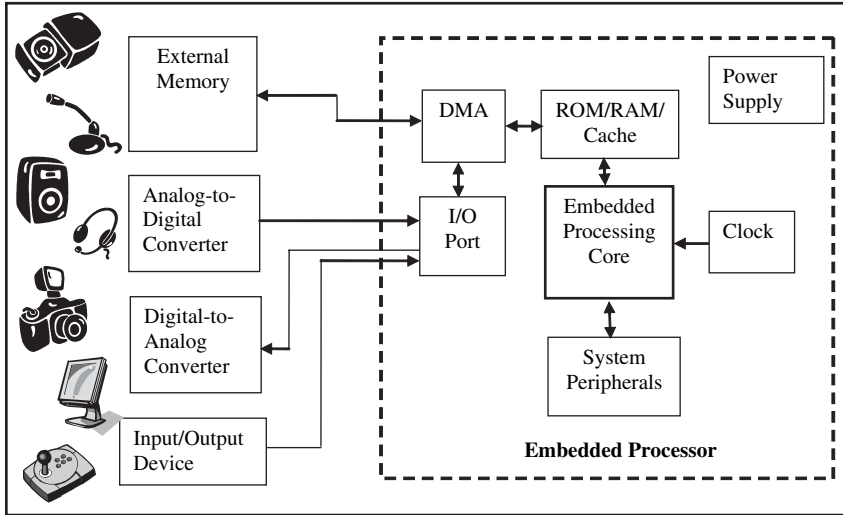 External
Memory
Analog-to-
Digital
Converter
Digital-to-
Analog
Converter
Input/Output
Device
DMA
I/O
Port
ROM/RAM/
Cache
Embedded
Processing
Core
System
Peripherals
Power
Supply
Clock
Embedded Processor